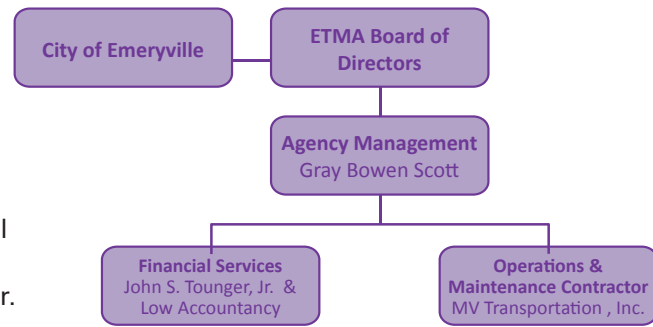 City of Emeryville
ETMA Board of
Directors
Agency Management
Gray Bowen Scott
l
r.
Financial Services
John S. Tounger, Jr. &
Low Accountancy
Operations &
Maintenance Contractor
MV Transportation , Inc.